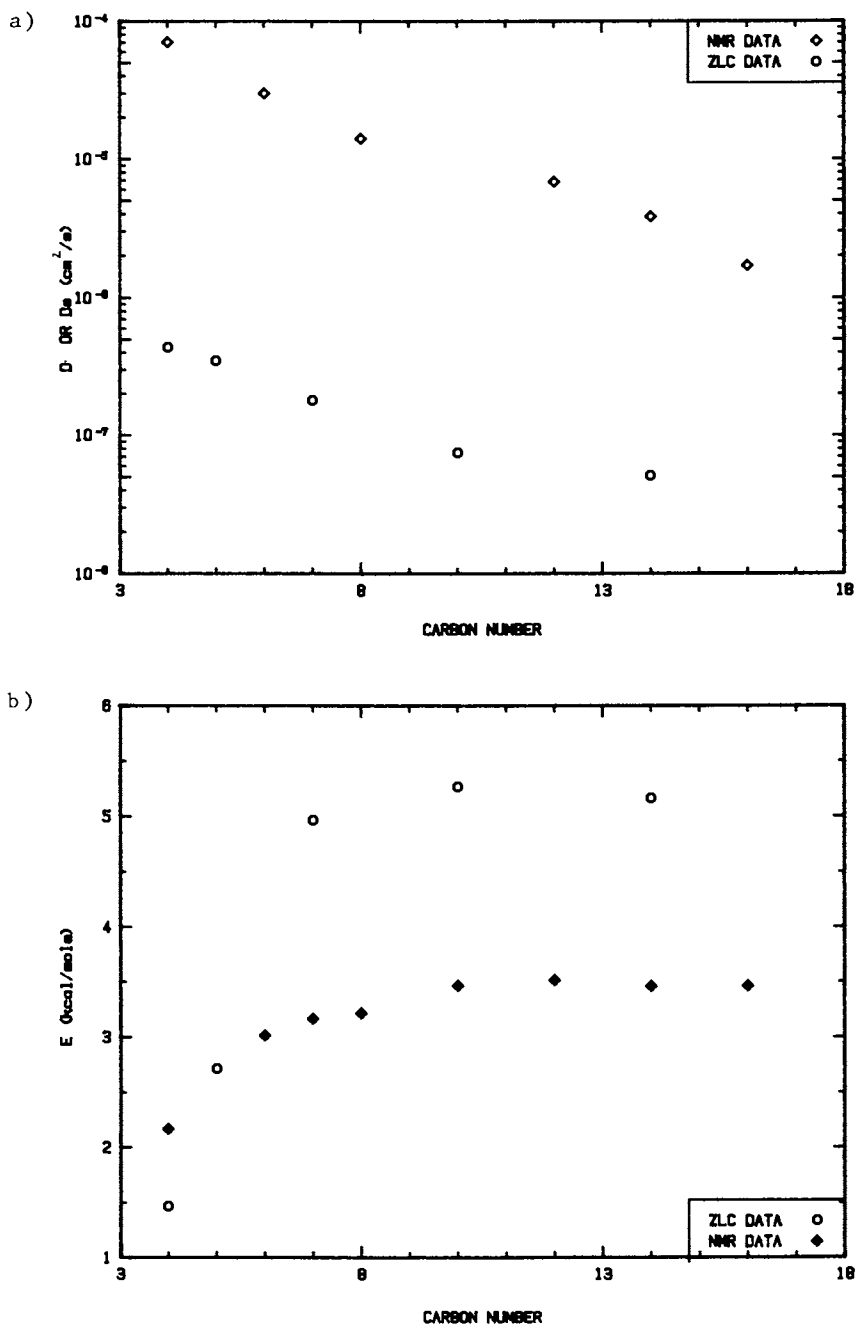 a)
10⁻⁴
NMR DATA
ZLC DATA
10⁻⁵
10⁻⁶
10⁻⁷
10⁻⁸
D OR De (cm²/s)
3
8
13
18
CARBON NUMBER
b)
6
5
4
3
2
1
E (kcal/mole)
ZLC DATA
NMR DATA
3
8
13
18
CARBON NUMBER